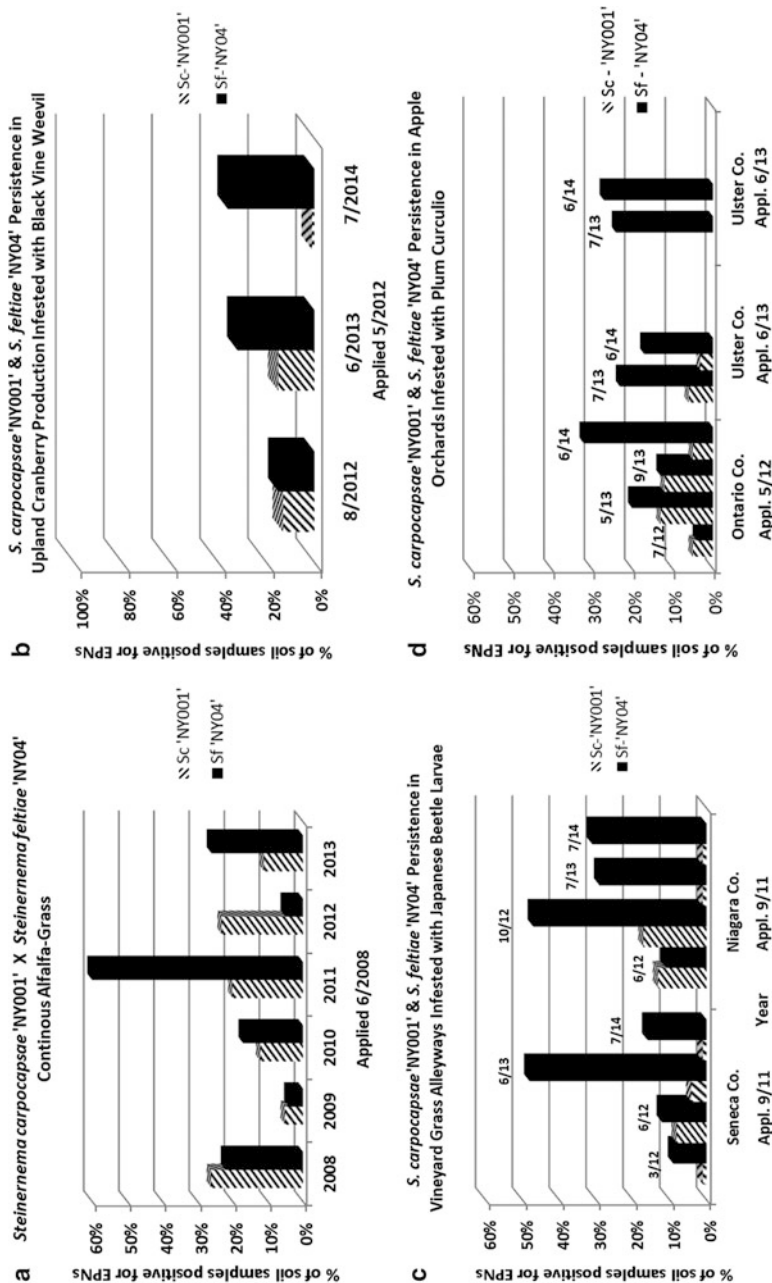 a
Steinernema carpocapsae 'NY001' X Steinernema feltiae 'NY04'
Continous Alfalfa-Grass
% of soil samples positive for EPNs
60%
50%
40%
30%
20%
10%
0%
2008
2009
2010
2011
2012
2013
Applied 6/2008
Sc 'NY001'
Sf 'NY04'
b
S. carpocapsae 'NY001' & S. feltiae 'NY04' Persistence in
Upland Cranberry Production Infested with Black Vine Weevil
% of soil samples positive for EPNs
100%
80%
60%
40%
20%
0%
8/2012
6/2013
7/2014
Applied 5/2012
Sc-'NY001'
Sf-'NY04'
c
S. carpocapsae 'NY001' & S. feltiae 'NY04' Persistence in
Vineyard Grass Alleyways Infested with Japanese Beetle Larvae
% of soil samples positive for EPNs
60%
50%
40%
30%
20%
10%
0%
3/12
6/12
6/13
7/14
6/12
10/12
7/13
7/14
Seneca Co.
Appl. 9/11
Year
Niagara Co.
Appl. 9/11
Sc-'NY001'
Sf-'NY04'
d
S. carpocapsae 'NY001' & S. feltiae 'NY04' Persistence in Apple
Orchards Infested with Plum Curculio
% of soil samples positive for EPNs
60%
50%
40%
30%
20%
10%
0%
7/12
5/13
9/13
6/14
7/13
6/14
7/13
6/14
Ontario Co.
Appl. 5/12
Ulster Co.
Appl. 6/13
Ulster Co.
Appl. 6/13
Sc - 'NY001'
Sf - 'NY04'